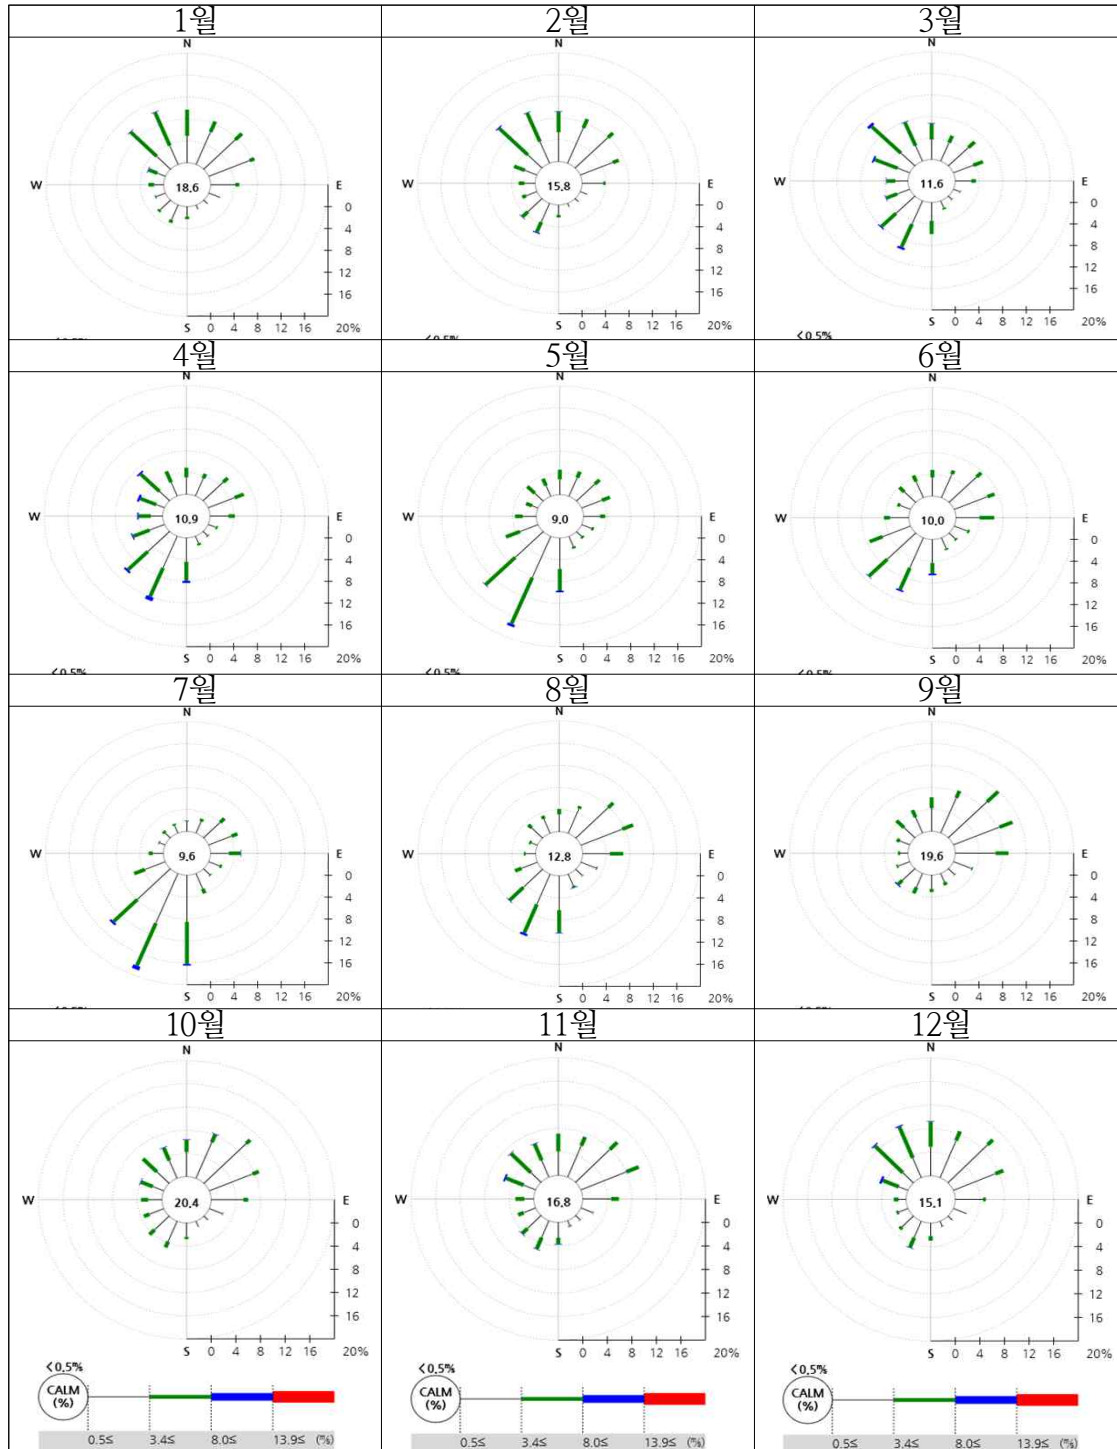 1월 2월 3월
N N N
W 18.6 E W 15.8 E W 11.6 E
0 0 0
4 4 4
8 8 8
12 12 12
16 16 16
S 0 4 8 12 16 20% S 0 4 8 12 16 20% S 0 4 8 12 16 20%
<0.5%
4월 5월 6월
N N N
W 10.9 E W 9.0 E W 10.0 E
0 0 0
4 4 4
8 8 8
12 12 12
16 16 16
S 0 4 8 12 16 20% S 0 4 8 12 16 20% S 0 4 8 12 16 20%
7월 8월 9월
N N N
W 9.6 E W 12.8 E W 19.6 E
0 0 0
4 4 4
8 8 8
12 12 12
16 16 16
S 0 4 8 12 16 20% S 0 4 8 12 16 20% S 0 4 8 12 16 20%
10월 11월 12월
N N N
W 20.4 E W 16.8 E W 15.1 E
0 0 0
4 4 4
8 8 8
12 12 12
16 16 16
S 0 4 8 12 16 20% S 0 4 8 12 16 20% S 0 4 8 12 16 20%
<0.5% <0.5% <0.5%
CALM CALM CALM
(%) (%) (%)
0.5≤ 3.4≤ 8.0≤ 13.9≤ 0.5≤ 3.4≤ 8.0≤ 13.9≤ 0.5≤ 3.4≤ 8.0≤ 13.9≤